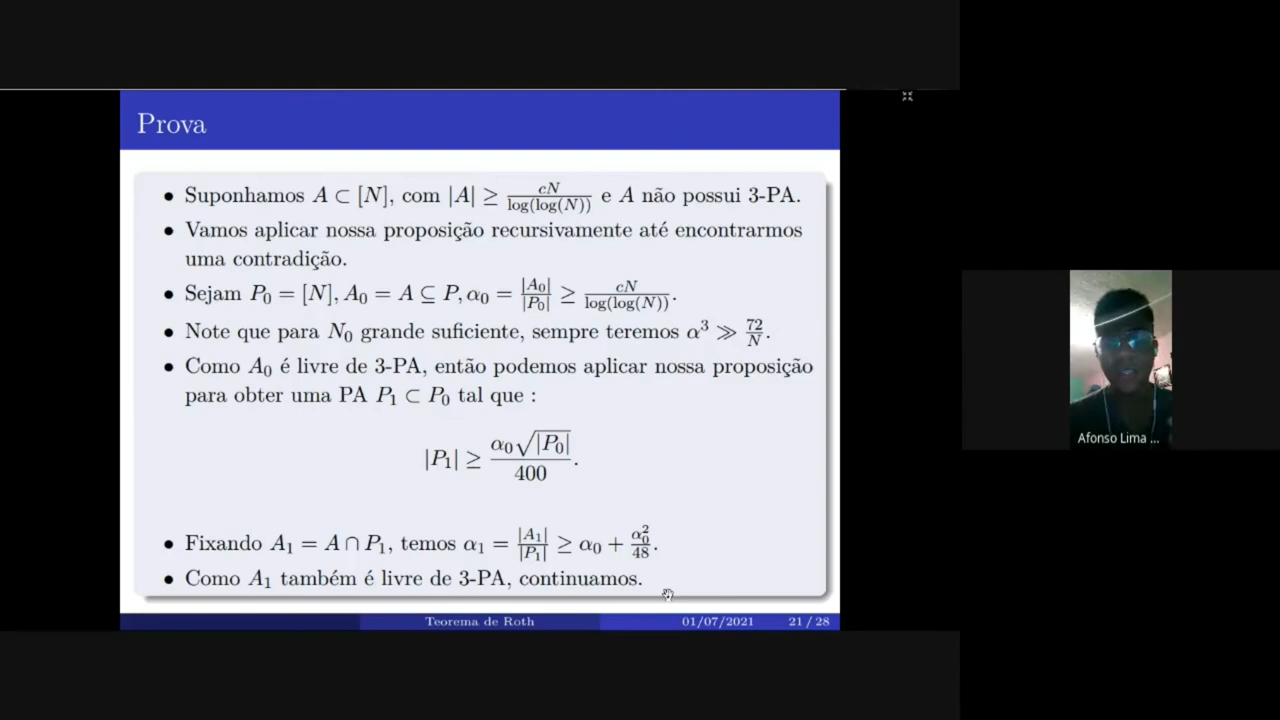 Prova
• Suponhamos A ⊂ [N], com |A| ≥ cN/log(log(N)) e A não possui 3-PA.
• Vamos aplicar nossa proposição recursivamente até encontrarmos
uma contradição.
• Sejam P₀ = [N], A₀ = A ⊆ P, α₀ = |A₀|/|P₀| ≥ cN/log(log(N)).
• Note que para N₀ grande suficiente, sempre teremos α³ ≫ 72/N.
• Como A₀ é livre de 3-PA, então podemos aplicar nossa proposição
para obter uma PA P₁ ⊂ P₀ tal que :
|P₁| ≥ α₀√|P₀|/400.
• Fixando A₁ = A ∩ P₁, temos α₁ = |A₁|/|P₁| ≥ α₀ + α₀²/48.
• Como A₁ também é livre de 3-PA, continuamos.
Teorema de Roth 01/07/2021 21 / 28
Afonso Lima ...